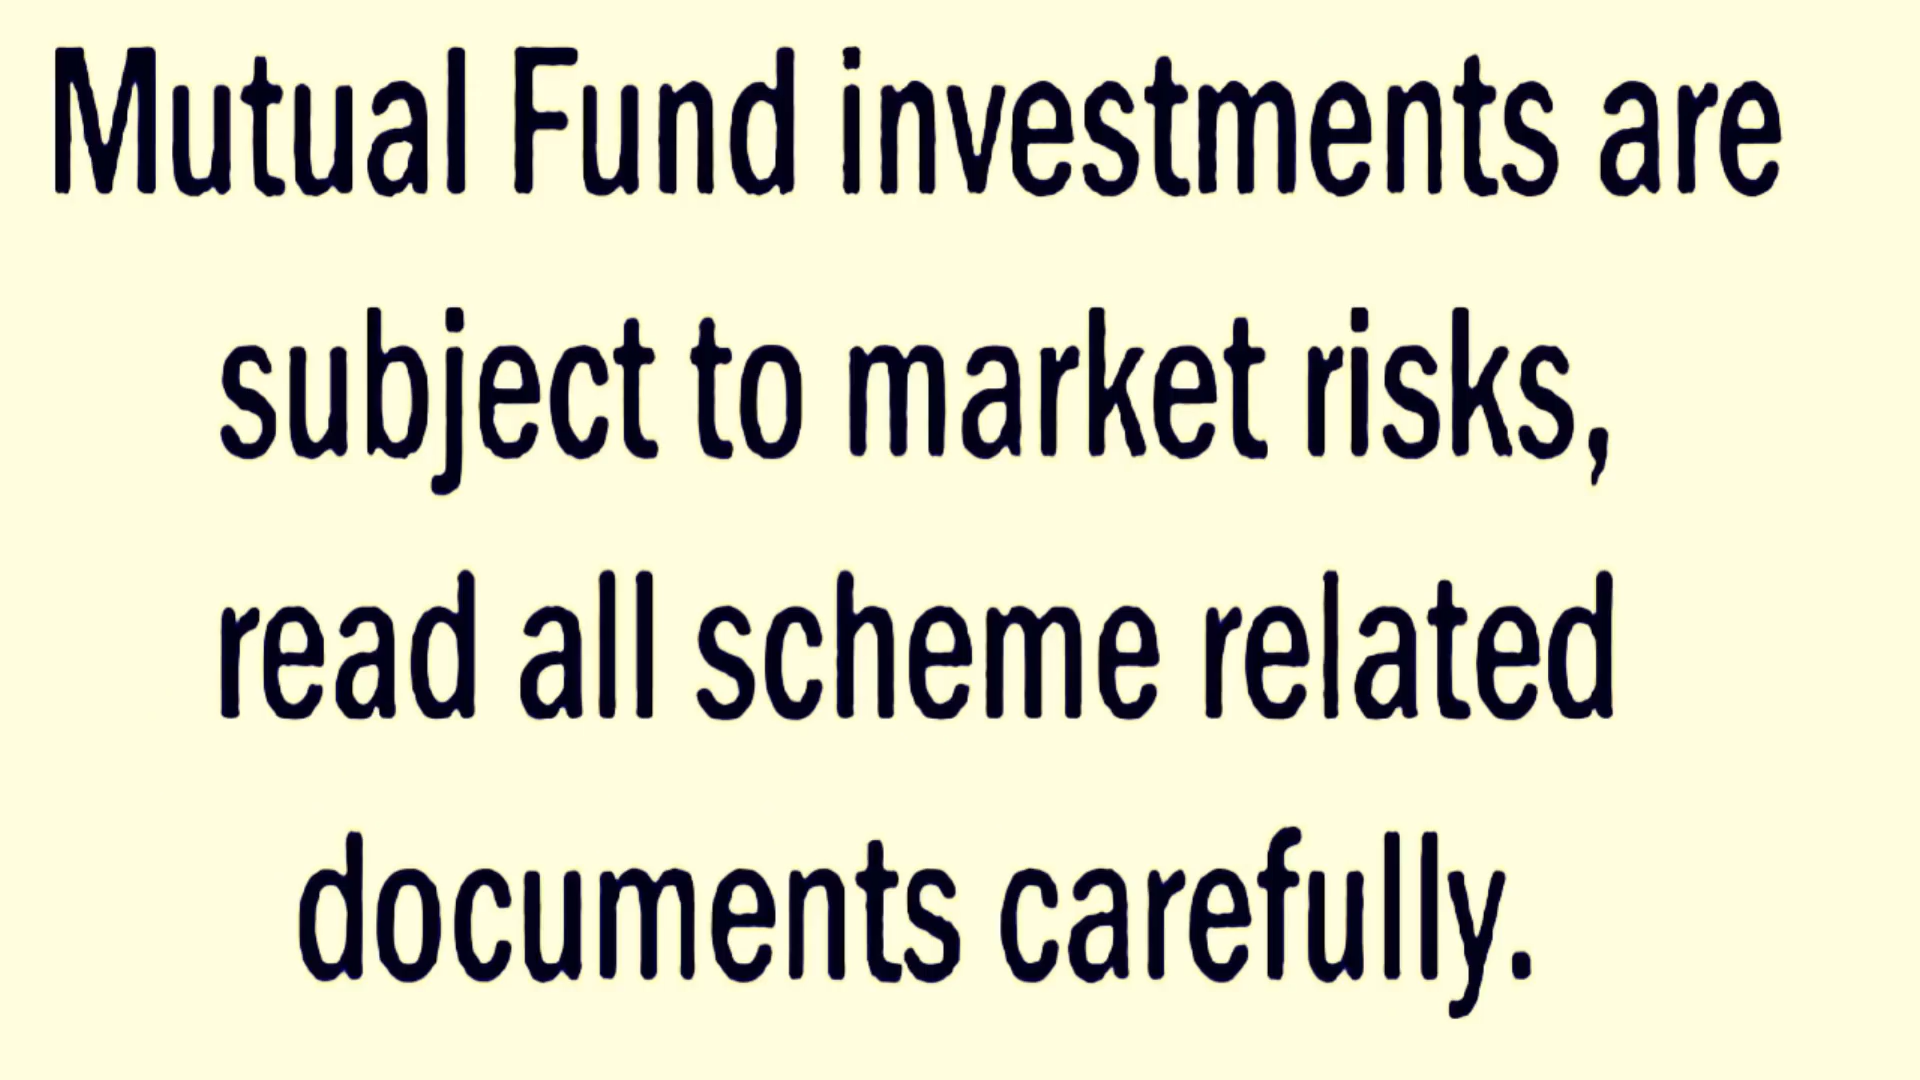 Mutual Fund investments are
subject to market risks,
read all scheme related
documents carefully.